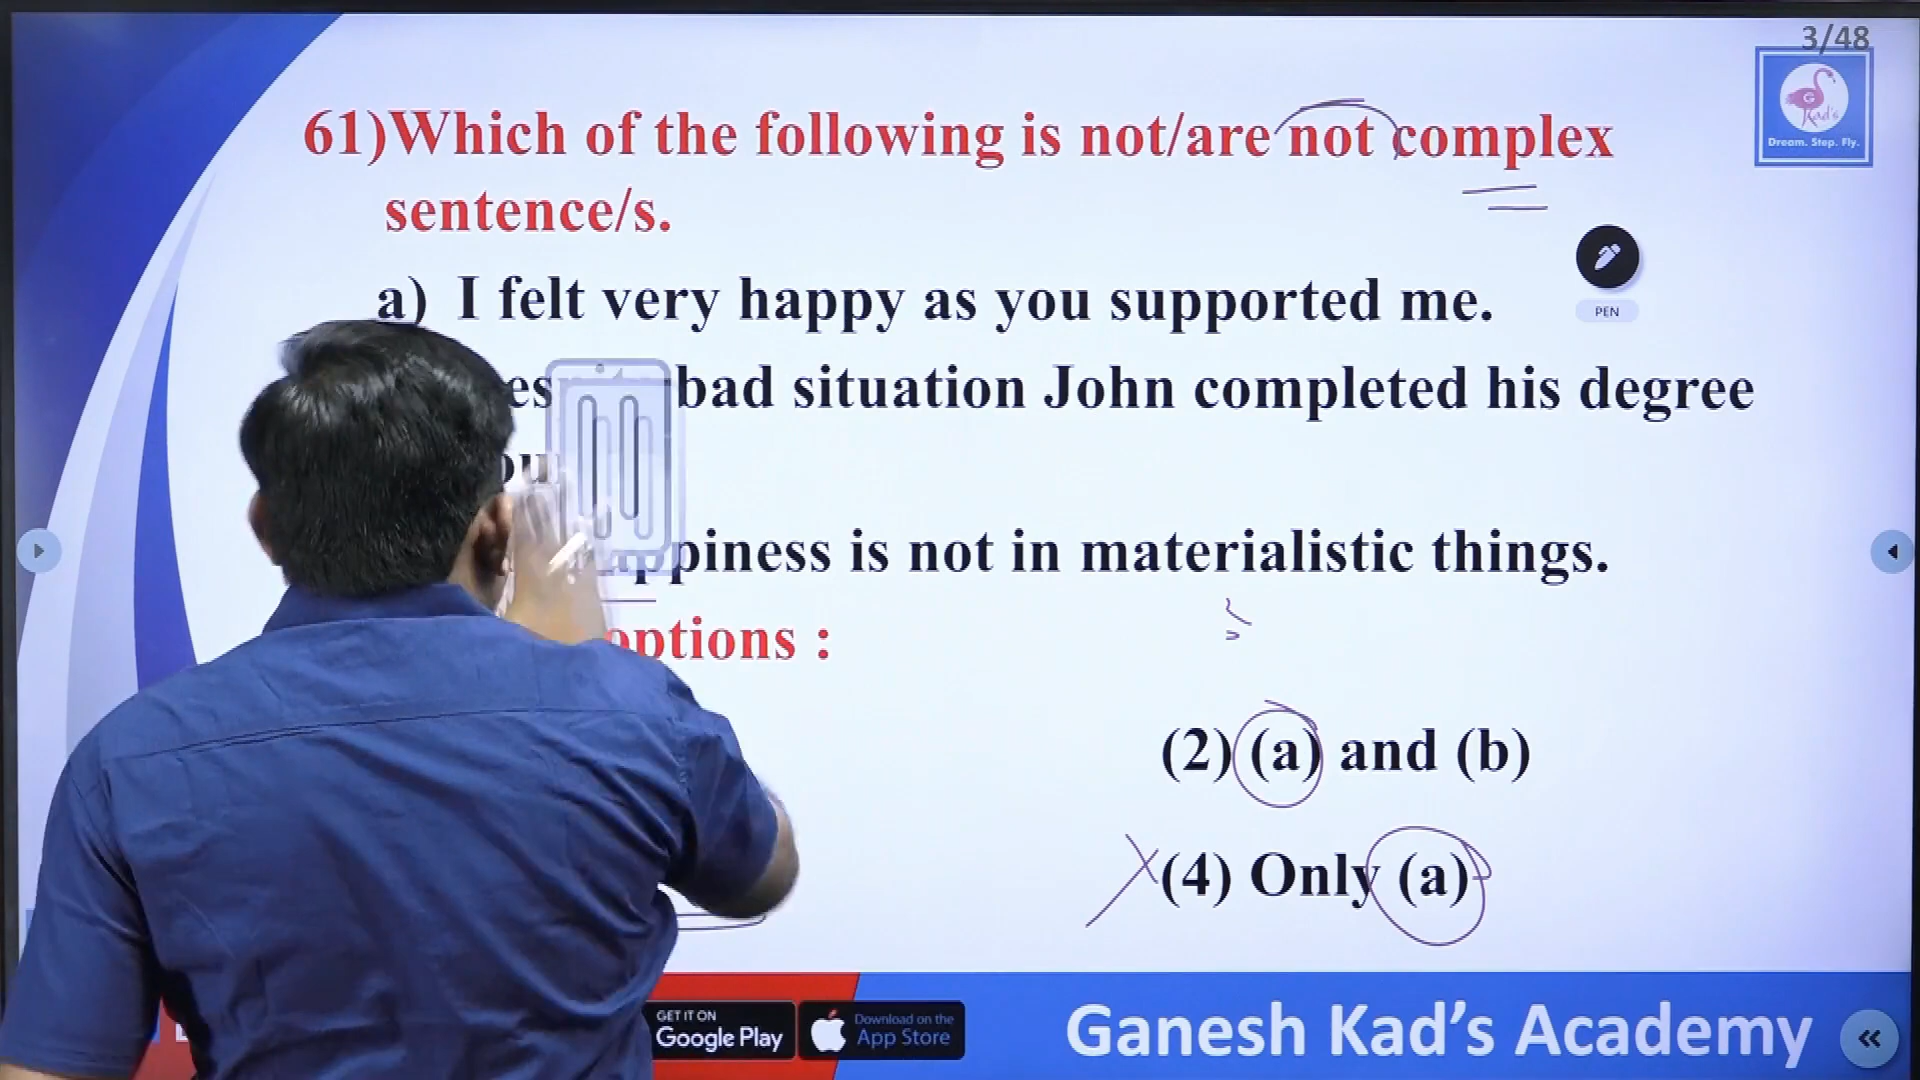 3/48
G
Kad's
Dream. Step. Fly.
61)Which of the following is not/are not complex
sentence/s.
a) I felt very happy as you supported me.
PEN
bad situation John completed his degree
is not in materialistic things.
options :
(2) (a) and (b)
(4) Only (a)
GET IT ON
Google Play
Download on the
App Store
Ganesh Kad's Academy